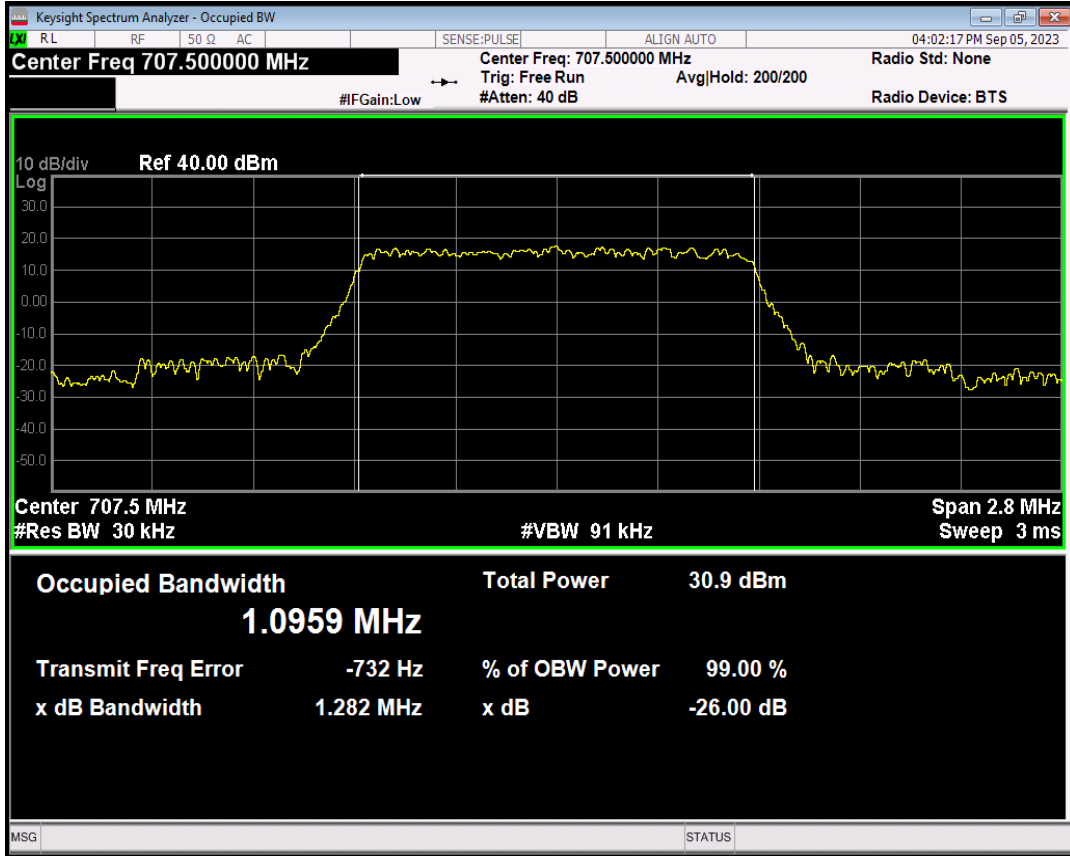 Keysight Spectrum Analyzer - Occupied BW
LXI RL RF 50 Ω AC SENSE:PULSE ALIGN AUTO 04:02:17 PM Sep 05, 2023
Center Freq 707.500000 MHz Center Freq: 707.500000 MHz Radio Std: None
Trig: Free Run Avg|Hold: 200/200
#IFGain:Low #Atten: 40 dB Radio Device: BTS
10 dB/div Ref 40.00 dBm
Log
30.0
20.0
10.0
0.00
-10.0
-20.0
-30.0
-40.0
-50.0
Center 707.5 MHz Span 2.8 MHz
#Res BW 30 kHz #VBW 91 kHz Sweep 3 ms
Occupied Bandwidth Total Power 30.9 dBm
1.0959 MHz
Transmit Freq Error -732 Hz % of OBW Power 99.00 %
x dB Bandwidth 1.282 MHz x dB -26.00 dB
MSG STATUS